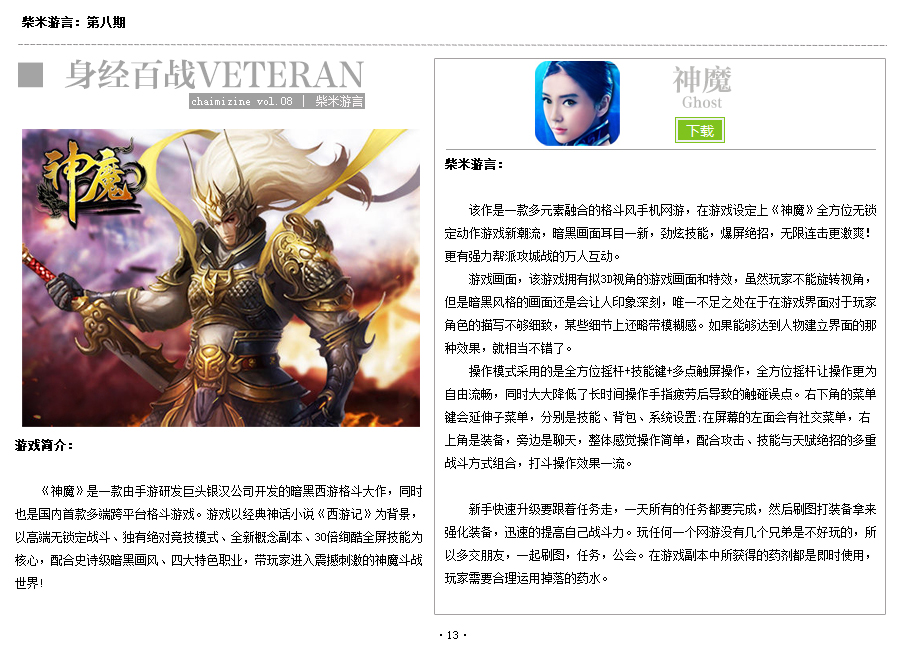 柴米游言：第八期
身经百战VETERAN
chaimizine vol.08 | 柴米游言
神魔
游戏简介：
《神魔》是一款由手游研发巨头银汉公司开发的暗黑西游格斗大作，同时
也是国内首款多端跨平台格斗游戏。游戏以经典神话小说《西游记》为背景，
以高端无锁定战斗、独有绝对竞技模式、全新概念副本、30倍绚酷全屏技能为
核心，配合史诗级暗黑画风、四大特色职业，带玩家进入震撼刺激的神魔斗战
世界！
神魔
Ghost
下载
柴米游言：
该作是一款多元素融合的格斗风手机网游，在游戏设定上《神魔》全方位无锁
定动作游戏新潮流，暗黑画面耳目一新，劲炫技能，爆屏绝招，无限连击更激爽！
更有强力帮派攻城战的万人互动。
游戏画面，该游戏拥有拟3D视角的游戏画面和特效，虽然玩家不能旋转视角，
但是暗黑风格的画面还是会让人印象深刻，唯一不足之处在于在游戏界面对于玩家
角色的描写不够细致，某些细节上还略带模糊感。如果能够达到人物建立界面的那
种效果，就相当不错了。
操作模式采用的是全方位摇杆+技能键+多点触屏操作，全方位摇杆让操作更为
自由流畅，同时大大降低了长时间操作手指疲劳后导致的触碰误点。右下角的菜单
键会延伸子菜单，分别是技能、背包、系统设置:在屏幕的左面会有社交菜单，右
上角是装备，旁边是聊天，整体感觉操作简单，配合攻击、技能与天赋绝招的多重
战斗方式组合，打斗操作效果一流。
新手快速升级要跟着任务走，一天所有的任务都要完成，然后刷图打装备拿来
强化装备，迅速的提高自己战斗力。玩任何一个网游没有几个兄弟是不好玩的，所
以多交朋友，一起刷图，任务，公会。在游戏副本中所获得的药剂都是即时使用，
玩家需要合理运用掉落的药水。
·13·